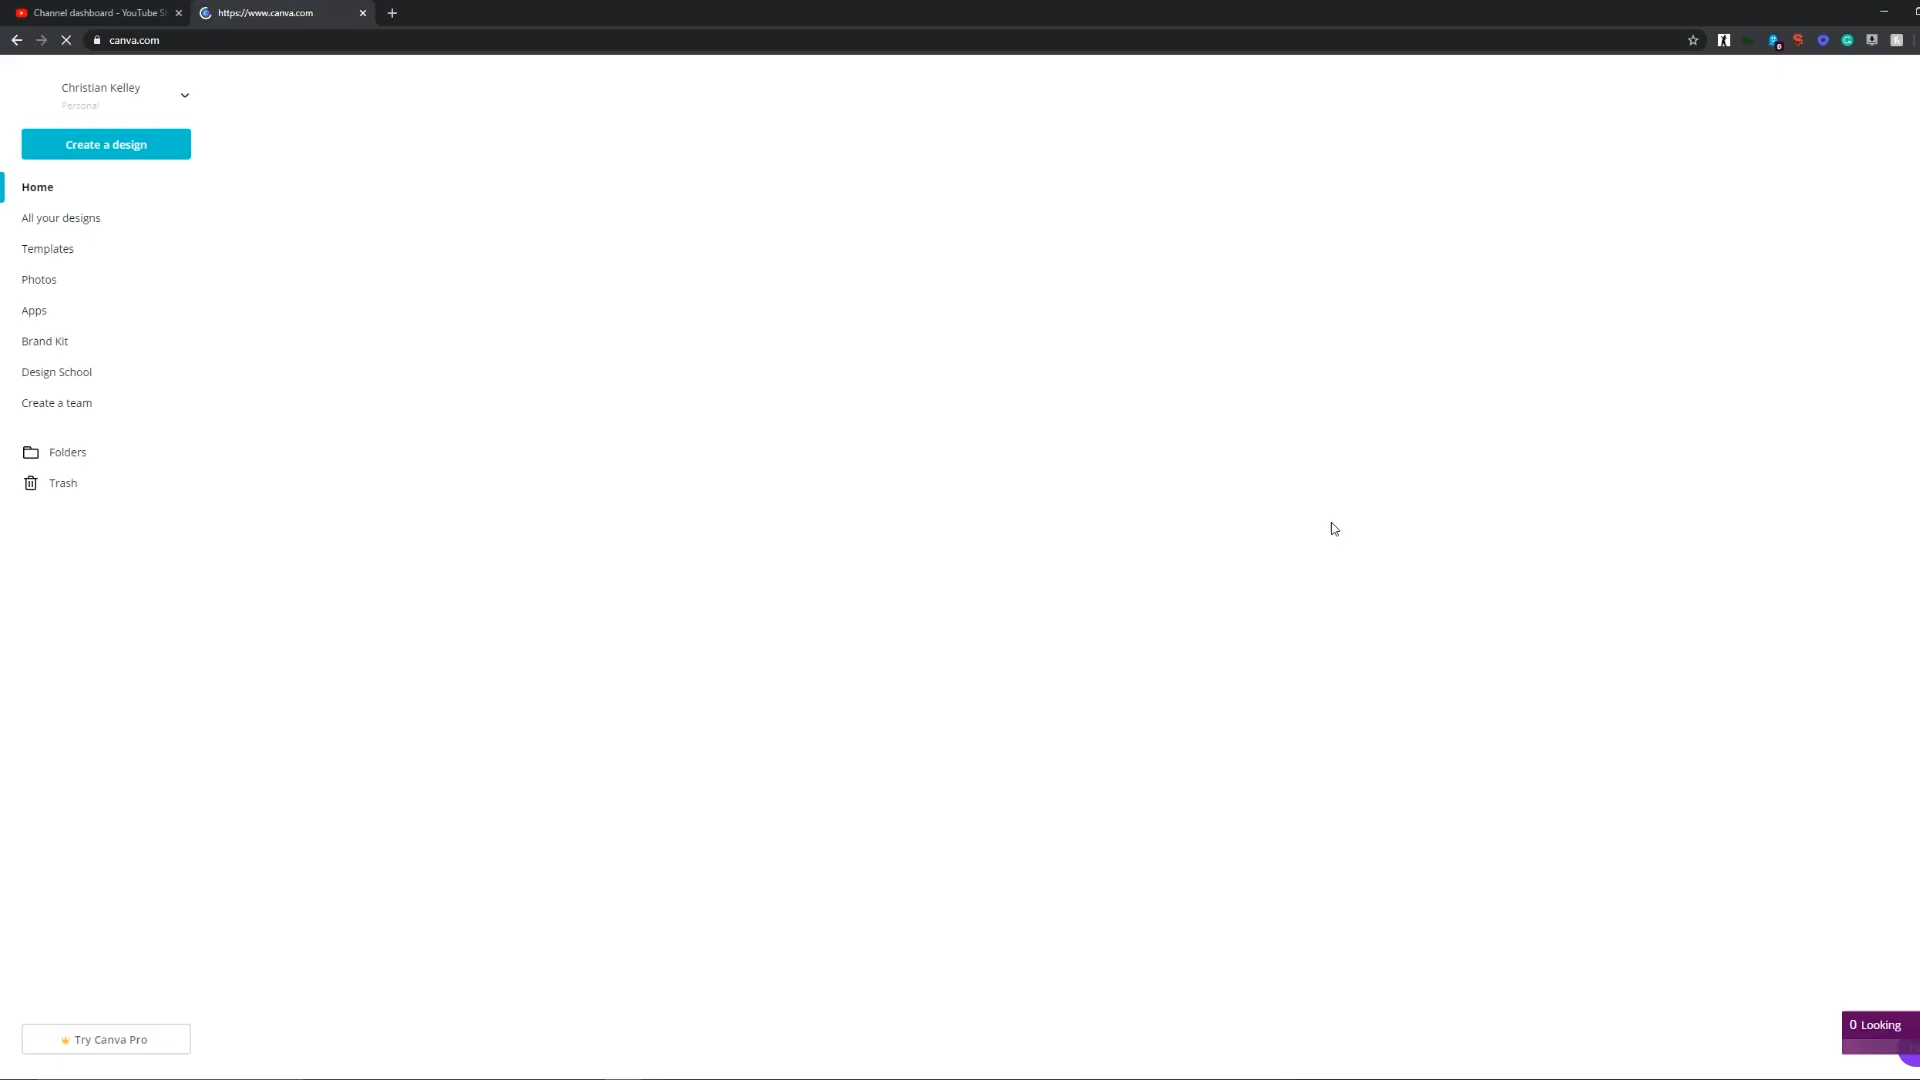 Channel dashboard - YouTube S
https://www.canva.com
canva.com
0
Christian Kelley
Personal
Create a design
Home
All your designs
Templates
Photos
Apps
Brand Kit
Design School
Create a team
Folders
Trash
Try Canva Pro
0 Looking